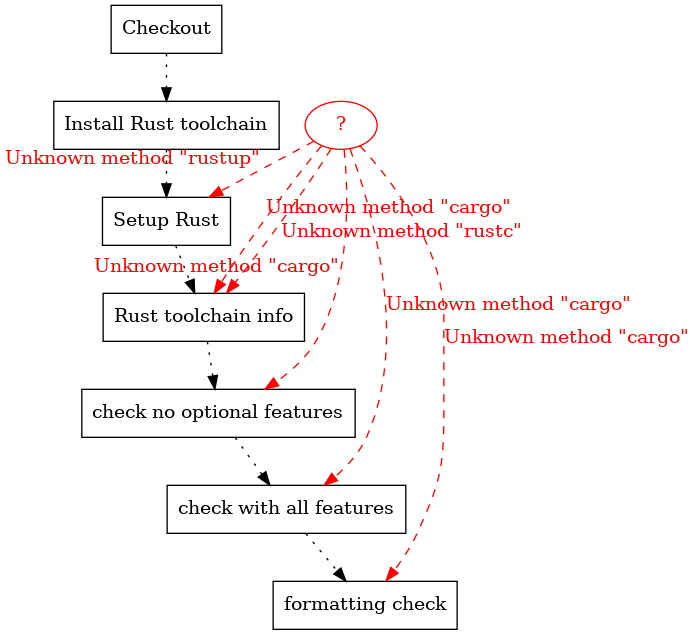 Checkout
Install Rust toolchain
?
Unknown method "rustup"
Setup Rust
Unknown method "cargo"
Unknown method "rustc"
Unknown method "cargo"
Rust toolchain info
Unknown method "cargo"
Unknown method "cargo"
check no optional features
check with all features
formatting check